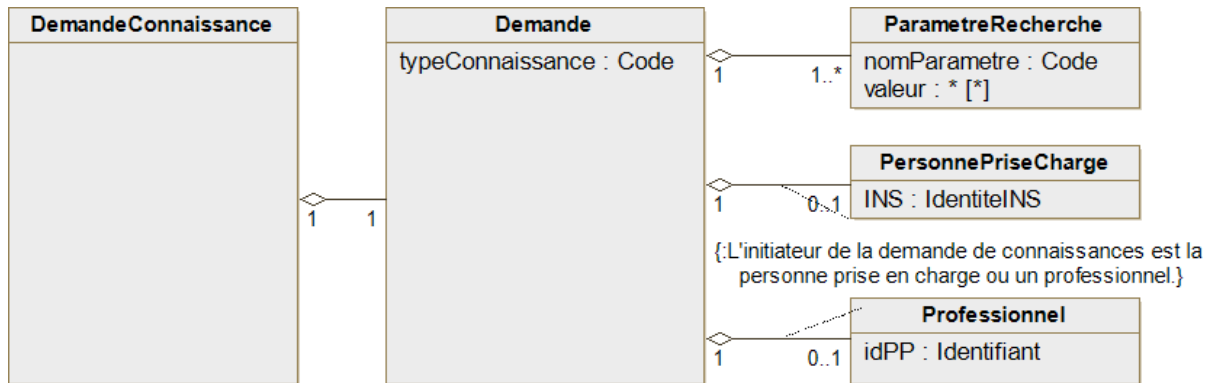 DemandeConnaissance
Demande
typeConnaissance : Code
ParametreRecherche
nomParametre : Code
valeur : * [*]
1
1..*
PersonnePriseCharge
INS : IdentiteINS
1
0..1
1
1
{:L'initiateur de la demande de connaissances est la
personne prise en charge ou un professionnel.}
Professionnel
idPP : Identifiant
1
0..1